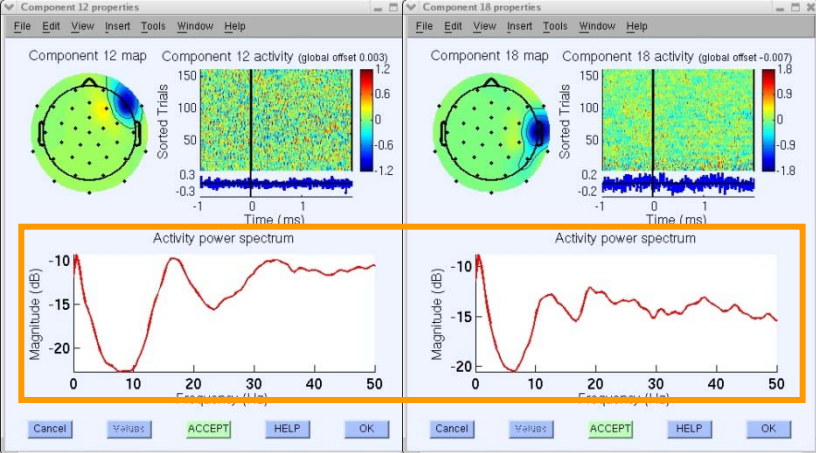 Component 12 properties
File Edit View Insert Tools Window Help
Component 12 map
Component 12 activity (global offset 0.003)
Sorted Trials
150
100
50
0.3
-0.3
-1 0 1
Time (ms)
1.2
0.6
0
-0.6
-1.2
Activity power spectrum
Magnitude (dB)
-10
-15
-20
0 10 20 30 40 50
Frequency (Hz)
Cancel Values ACCEPT HELP OK
Component 18 properties
File Edit View Insert Tools Window Help
Component 18 map
Component 18 activity (global offset -0.007)
Sorted Trials
150
100
50
0.2
-0.2
-1 0 1
Time (ms)
1.8
0.9
0
-0.9
-1.8
Activity power spectrum
Magnitude (dB)
-10
-15
-20
0 10 20 30 40 50
Frequency (Hz)
Cancel Values ACCEPT HELP OK